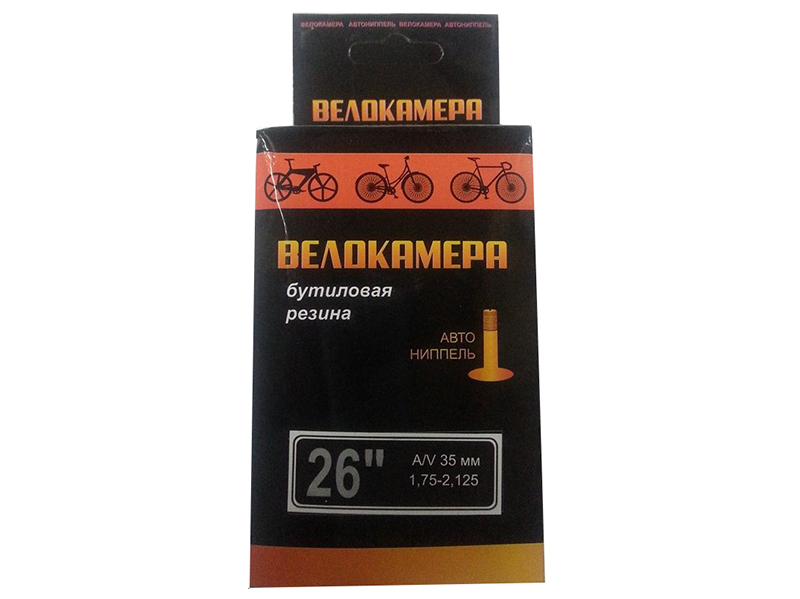 ВЕЛОКАМЕРА АВТОНИППЕЛЬ ВЕЛОКАМЕРА АВТОНИППЕЛЬ
ВЕЛОКАМЕРА
ВЕЛОКАМЕРА
бутиловая
резина
АВТО
НИППЕЛЬ
26"
A/V 35 мм
1,75-2,125